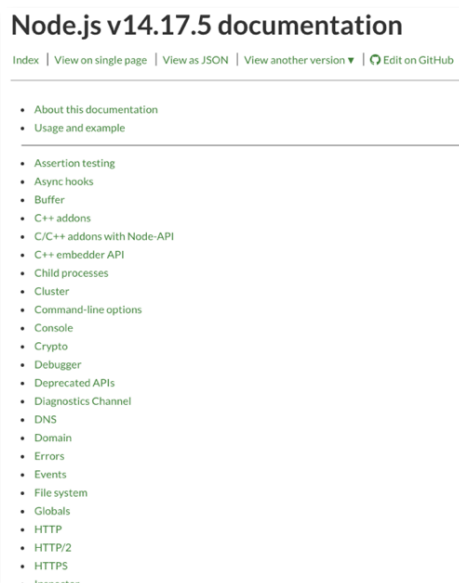 Node.js v14.17.5 documentation
Index | View on single page | View as JSON | View another version ▼ | Edit on GitHub
• About this documentation
• Usage and example
• Assertion testing
• Async hooks
• Buffer
• C++ addons
• C/C++ addons with Node-API
• C++ embedder API
• Child processes
• Cluster
• Command-line options
• Console
• Crypto
• Debugger
• Deprecated APIs
• Diagnostics Channel
• DNS
• Domain
• Errors
• Events
• File system
• Globals
• HTTP
• HTTP/2
• HTTPS